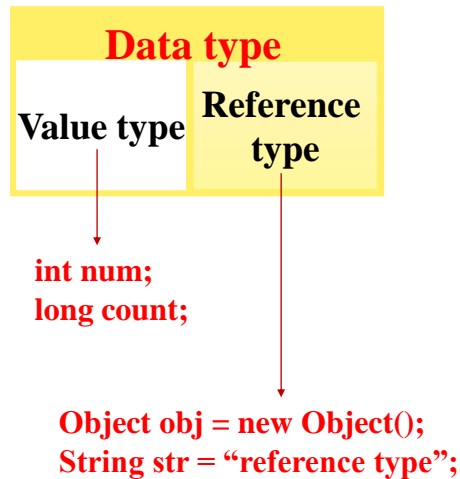 Data type
Value type
Reference
type
int num;
long count;
Object obj = new Object();
String str = “reference type”;